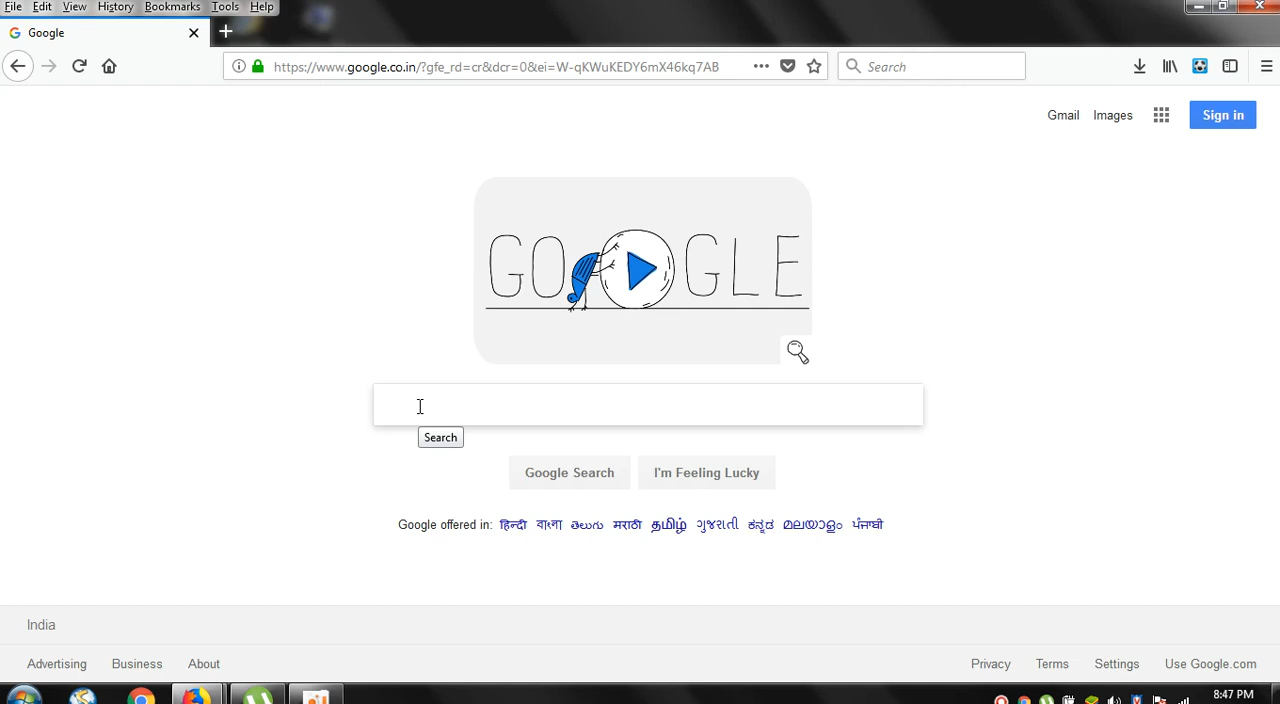 File Edit View History Bookmarks Tools Help
Google
https://www.google.co.in/?gfe_rd=cr&dcr=0&ei=W-qKWuKEDY6mX46kq7AB
Search
Gmail Images Sign in
GOOGLE
Search
Google Search I'm Feeling Lucky
Google offered in: हिन्दी বাংলা తెలుగు मराठी தமிழ் ગુજરાતી ಕನ್ನಡ മലയാളം ਪੰਜਾਬੀ
India
Advertising Business About Privacy Terms Settings Use Google.com
8:47 PM